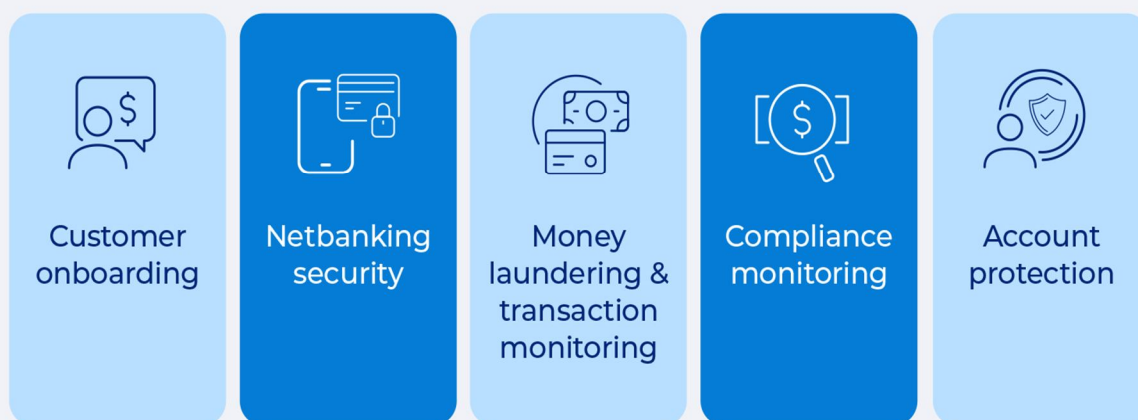 Customer
onboarding
Netbanking
security
Money
laundering &
transaction
monitoring
Compliance
monitoring
Account
protection